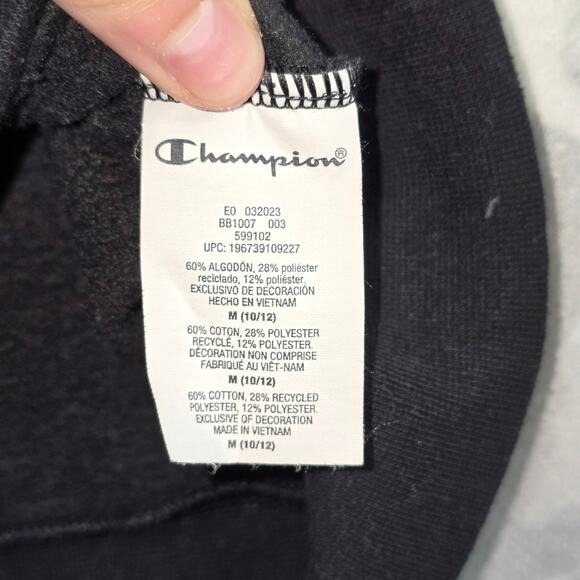 Champion®
E0 032023
BB1007 003
599102
UPC: 196739109227
60% ALGODÓN, 28% poliéster
reciclado, 12% poliéster.
EXCLUSIVO DE DECORACIÓN
HECHO EN VIETNAM
M (10/12)
60% COTON, 28% POLYESTER
RECYCLÉ, 12% POLYESTER.
DÉCORATION NON COMPRISE
FABRIQUÉ AU VIÊT-NAM
M (10/12)
60% COTTON, 28% RECYCLED
POLYESTER, 12% POLYESTER.
EXCLUSIVE OF DECORATION
MADE IN VIETNAM
M (10/12)